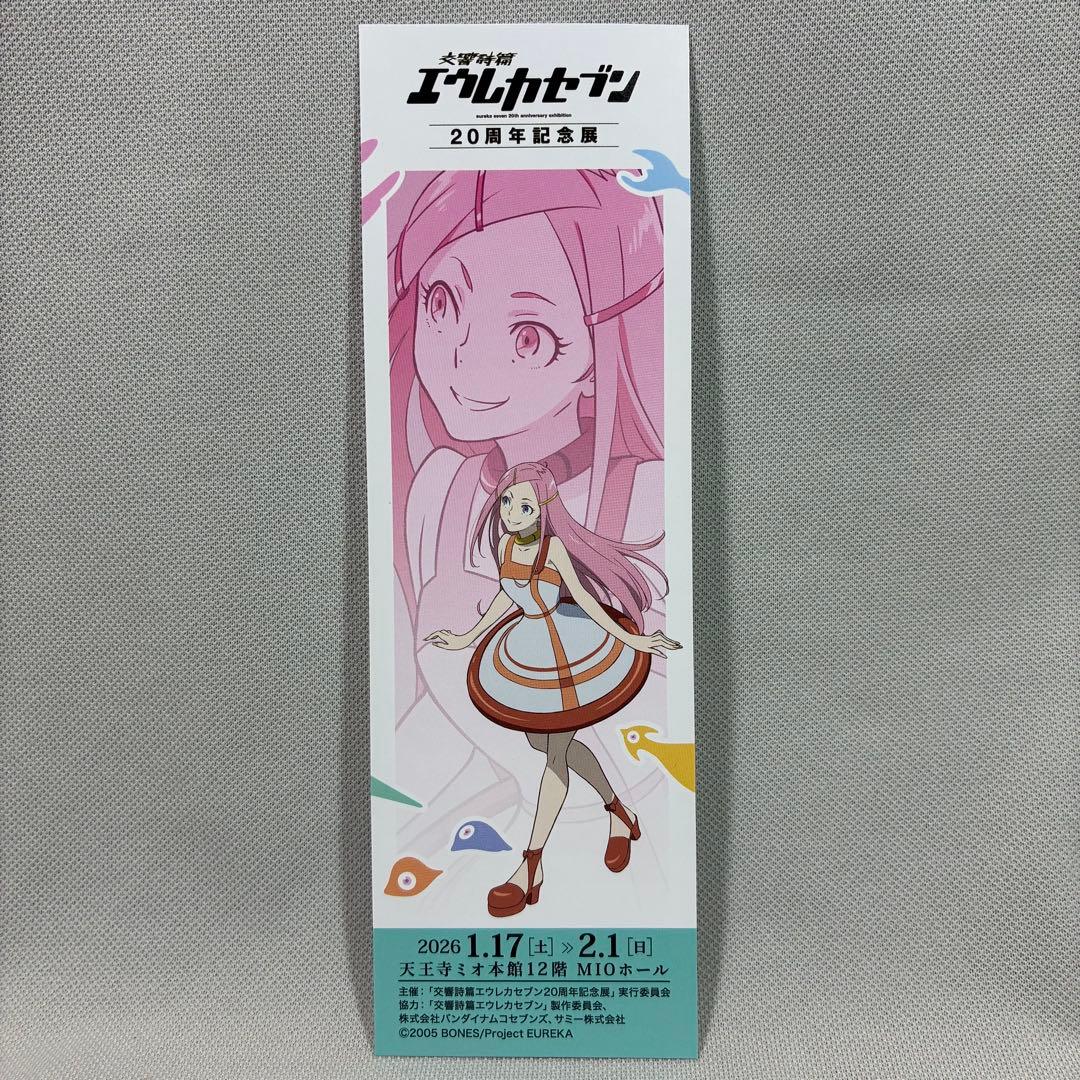 交響詩篇
エウレカセブン
eureka seven 20th anniversary exhibition
20周年記念展
2026 1.17[土]≫2.1[日]
天王寺ミオ本館12階 MIOホール
主催：「交響詩篇エウレカセブン20周年記念展」実行委員会
協力：「交響詩篇エウレカセブン」製作委員会、
株式会社バンダイナムコセブンズ、サミー株式会社
©2005 BONES/Project EUREKA